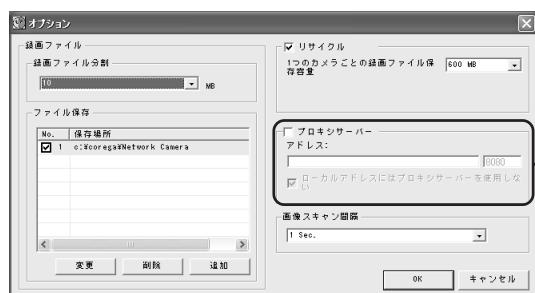 オプション
録画ファイル
録画ファイル分割
10
MB
ファイル保存
No. 保存場所
1 c:¥corega¥Network Camera
変更 削除 追加
リサイクル
1つのカメラごとの録画ファイル保
存容量
600 MB
プロキシサーバー
アドレス:
8080
ローカルアドレスにはプロキシサーバーを使用しな
い
画像スキャン間隔
1 Sec.
OK キャンセル